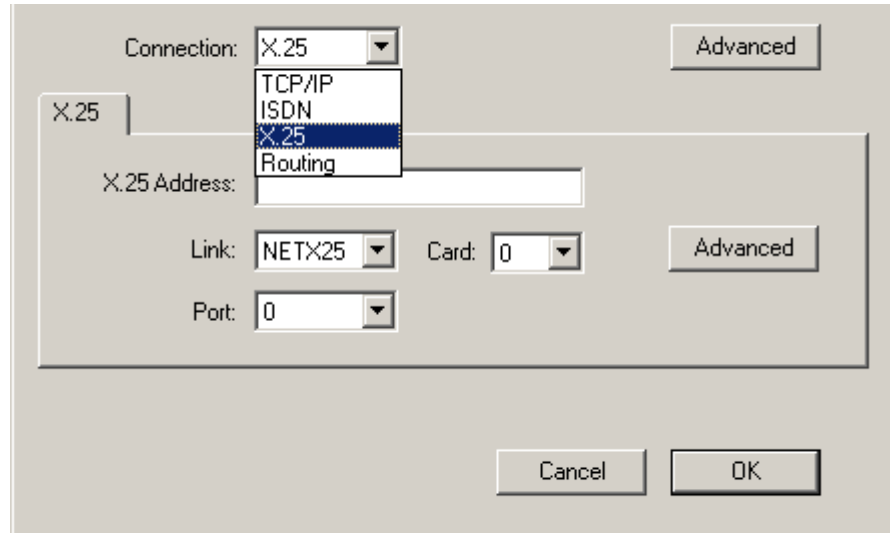 Connection: X.25 Advanced
TCP/IP
ISDN
X.25
Routing
X.25
X.25 Address:
Link: NETX25 Card: 0 Advanced
Port: 0
Cancel OK